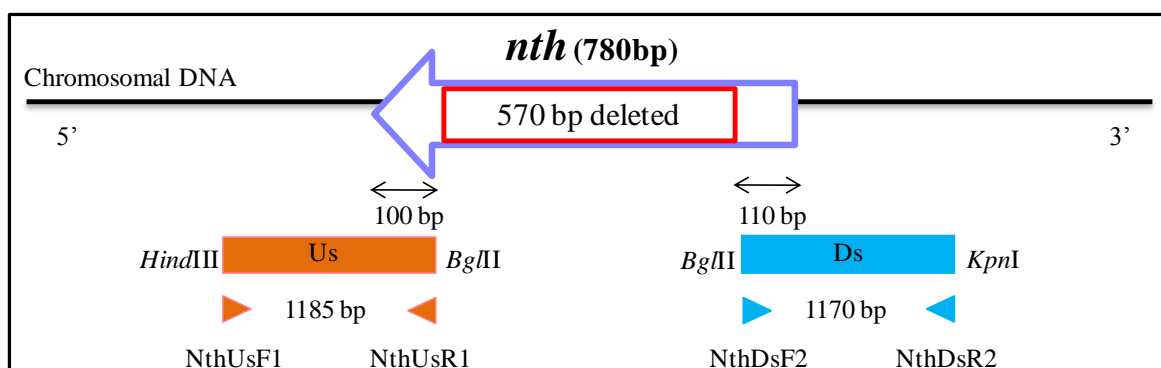 nth (780bp)
Chromosomal DNA
570 bp deleted
5’ 3’
100 bp 110 bp
HindIII Us BglII BglII Ds KpnI
1185 bp 1170 bp
NthUsF1 NthUsR1 NthDsF2 NthDsR2